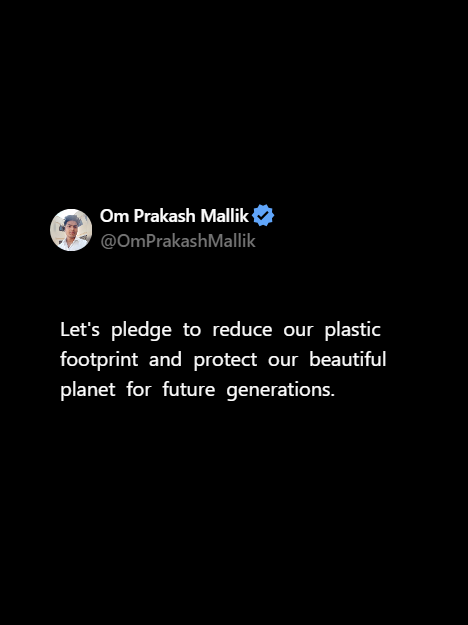 Om Prakash Mallik
@OmPrakashMallik
Let's pledge to reduce our plastic
footprint and protect our beautiful
planet for future generations.